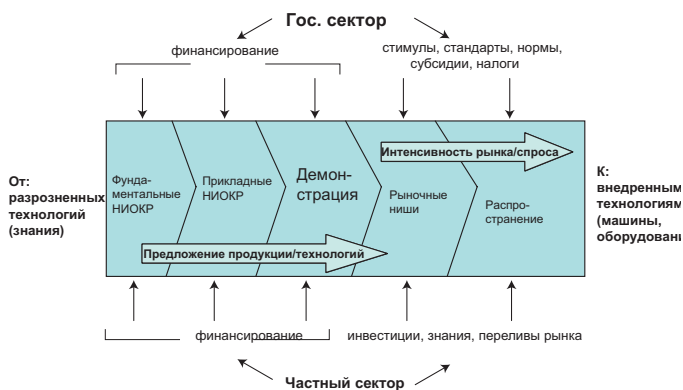 Гос. сектор
финансирование
стимулы, стандарты, нормы,
субсидии, налоги
Интенсивность рынка/спроса
От:
разрозненных
технологий
(знания)
Фунда-
ментальные
НИОКР
Прикладные
НИОКР
Демон-
страция
Рыночные
ниши
Распро-
странение
К:
внедренным
технологиям
(машины,
оборудовани
Предложение продукции/технологий
финансирование
инвестиции, знания, переливы рынка
Частный сектор